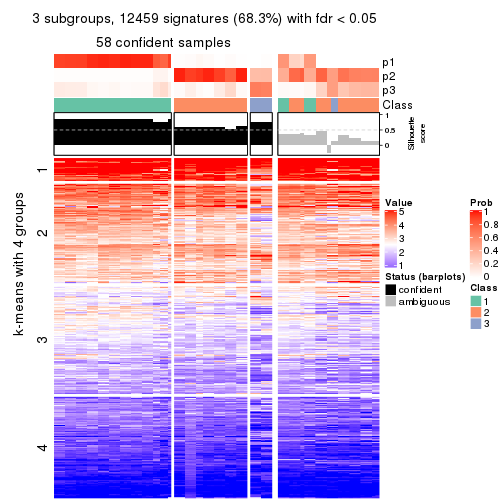 3 subgroups, 12459 signatures (68.3%) with fdr < 0.05
58 confident samples
p1
p2
p3
Class
1
0.5
0
Silhouette
score
k-means with 4 groups
1
2
3
4
Value
5
4
3
2
1
Status (barplots)
confident
ambiguous
Prob
1
0.8
0.6
0.4
0.2
0
Class
1
2
3